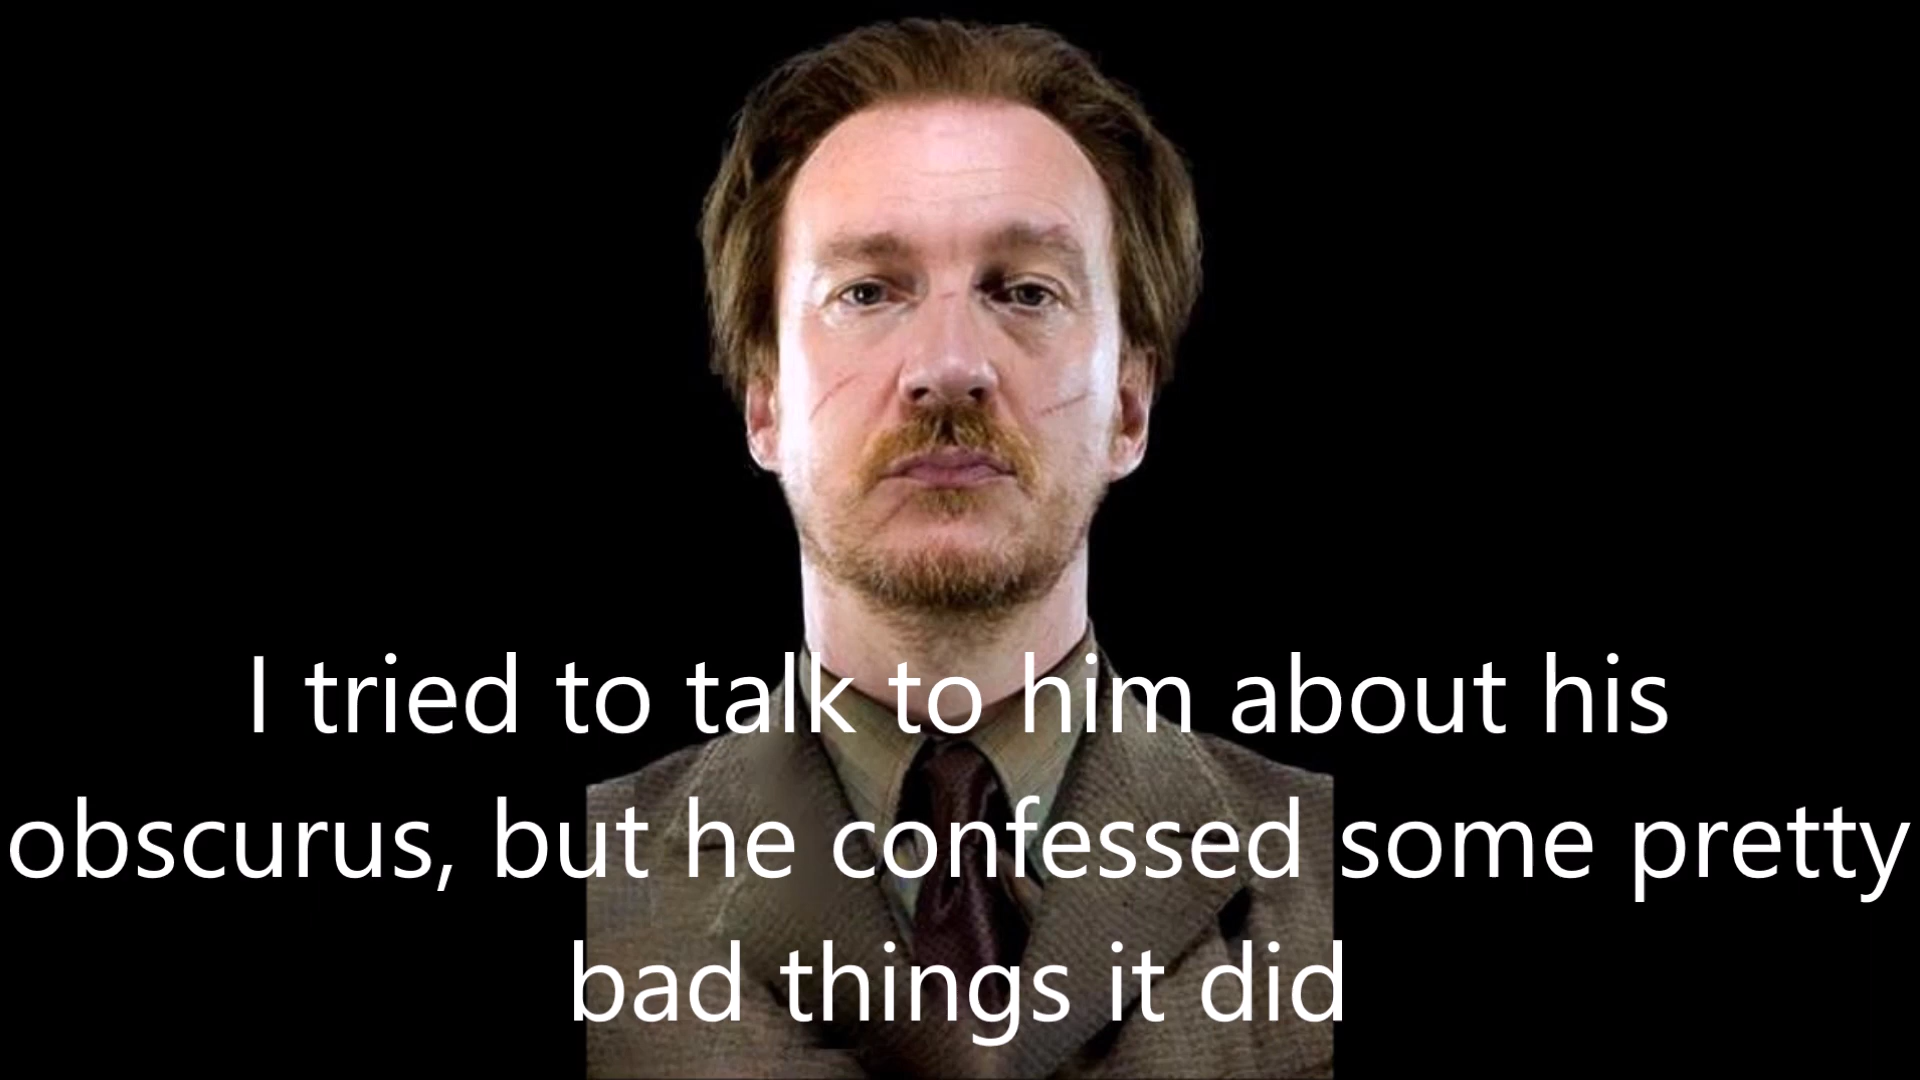 I tried to talk to him about his
obscurus, but he confessed some pretty
bad things it did